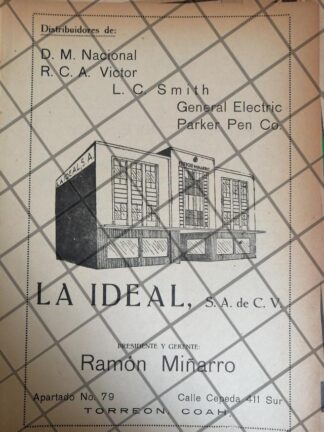 Distribuidores de:
D. M. Nacional
R. C. A. Victor
L. C. Smith
General Electric
Parker Pen Co.
LA IDEAL, S. A. de C. V.
PRESIDENTE Y GERENTE:
Ramón Miñarro
Apartado No. 79 Calle Cepeda 411 Sur
TORREON, COAH.